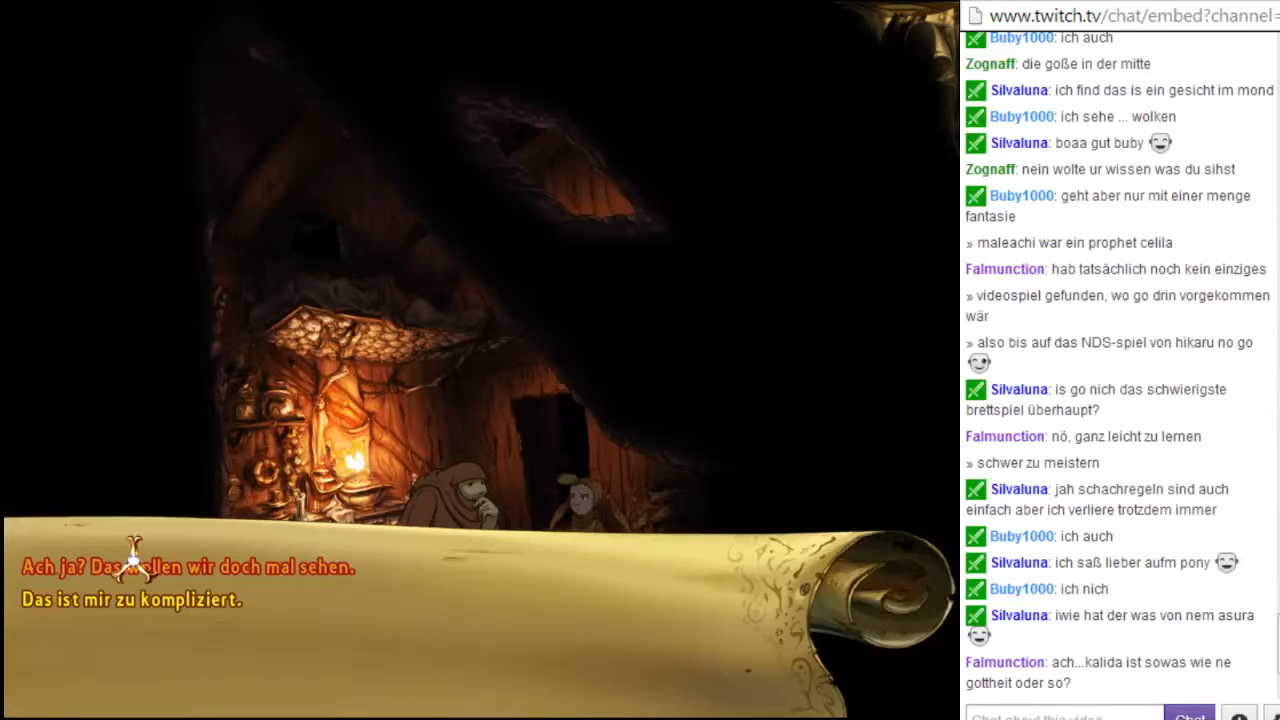 www.twitch.tv/chat/embed?channel=
Buby1000: ich auch
Zognaff: die goße in der mitte
Silvaluna: ich find das is ein gesicht im mond
Buby1000: ich sehe ... wolken
Silvaluna: boaa gut buby
Zognaff: nein wolte ur wissen was du sihst
Buby1000: geht aber nur mit einer menge
fantasie
» maleachi war ein prophet celila
Falmunction: hab tatsächlich noch kein einziges
» videospiel gefunden, wo go drin vorgekommen
wär
» also bis auf das NDS-spiel von hikaru no go
Silvaluna: is go nich das schwierigste
brettspiel überhaupt?
Falmunction: nö, ganz leicht zu lernen
» schwer zu meistern
Silvaluna: jah schachregeln sind auch
einfach aber ich verliere trotzdem immer
Buby1000: ich auch
Silvaluna: ich saß lieber aufm pony
Buby1000: ich nich
Silvaluna: iwie hat der was von nem asura
Falmunction: ach...kalida ist sowas wie ne
gottheit oder so?
Chat about this video
Chat
Ach ja? Das wollen wir doch mal sehen.
Das ist mir zu kompliziert.